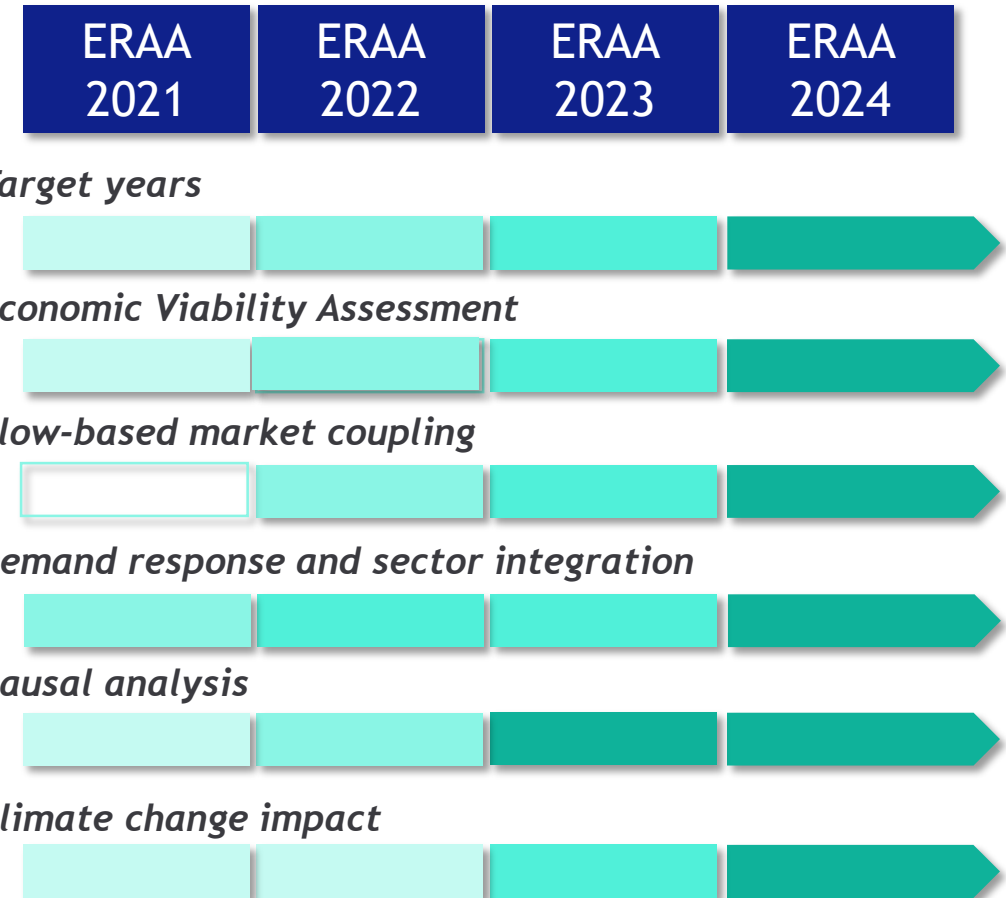 ERAA
2021
ERAA
2022
ERAA
2023
ERAA
2024
arget years
conomic Viability Assessment
low-based market coupling
emand response and sector integration
ausal analysis
limate change impact